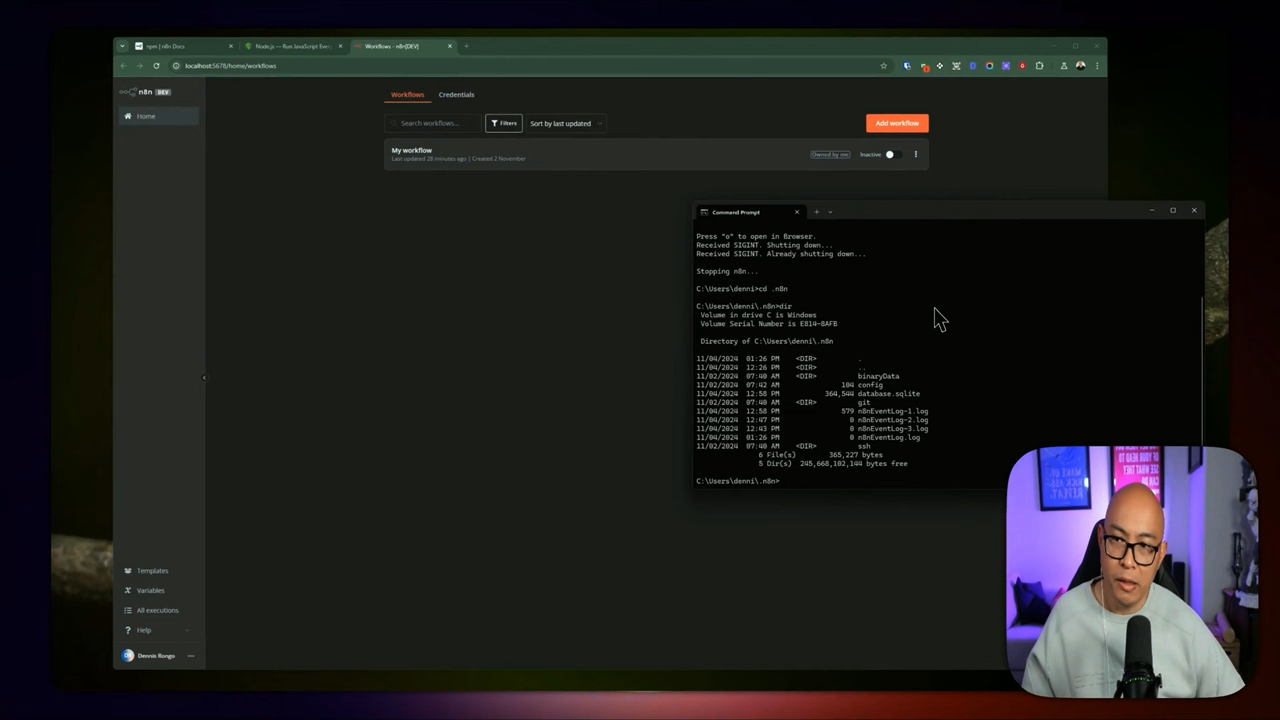 npm | n8n Docs
Node.js — Run JavaScript Every
Workflows - n8n[DEV]
localhost:5678/home/workflows
n8n DEV
Workflows
Credentials
Home
Search workflows...
Filters
Sort by last updated
Add workflow
My workflow
Last updated 28 minutes ago | Created 2 November
Owned by me
Inactive
Command Prompt
Press "o" to open in Browser.
Received SIGINT. Shutting down...
Received SIGINT. Already shutting down...
Stopping n8n...
C:\Users\denni>cd .n8n
C:\Users\denni\.n8n>dir
Volume in drive C is Windows
Volume Serial Number is E814-8AFB
Directory of C:\Users\denni\.n8n
11/04/2024 01:26 PM <DIR> .
11/04/2024 12:26 PM <DIR> ..
11/02/2024 07:40 AM <DIR> binaryData
11/02/2024 07:42 AM 104 config
11/04/2024 12:58 PM 364,544 database.sqlite
11/02/2024 07:40 AM <DIR> git
11/04/2024 12:58 PM 579 n8nEventLog-1.log
11/04/2024 12:47 PM 0 n8nEventLog-2.log
11/04/2024 12:43 PM 0 n8nEventLog-3.log
11/04/2024 01:26 PM 0 n8nEventLog.log
11/02/2024 07:40 AM <DIR> ssh
6 File(s) 365,227 bytes
5 Dir(s) 245,668,102,144 bytes free
C:\Users\denni\.n8n>
WAKE UP.
KICK ASS.
REPEAT.
Templates
Variables
All executions
Help
Dennis Rongo